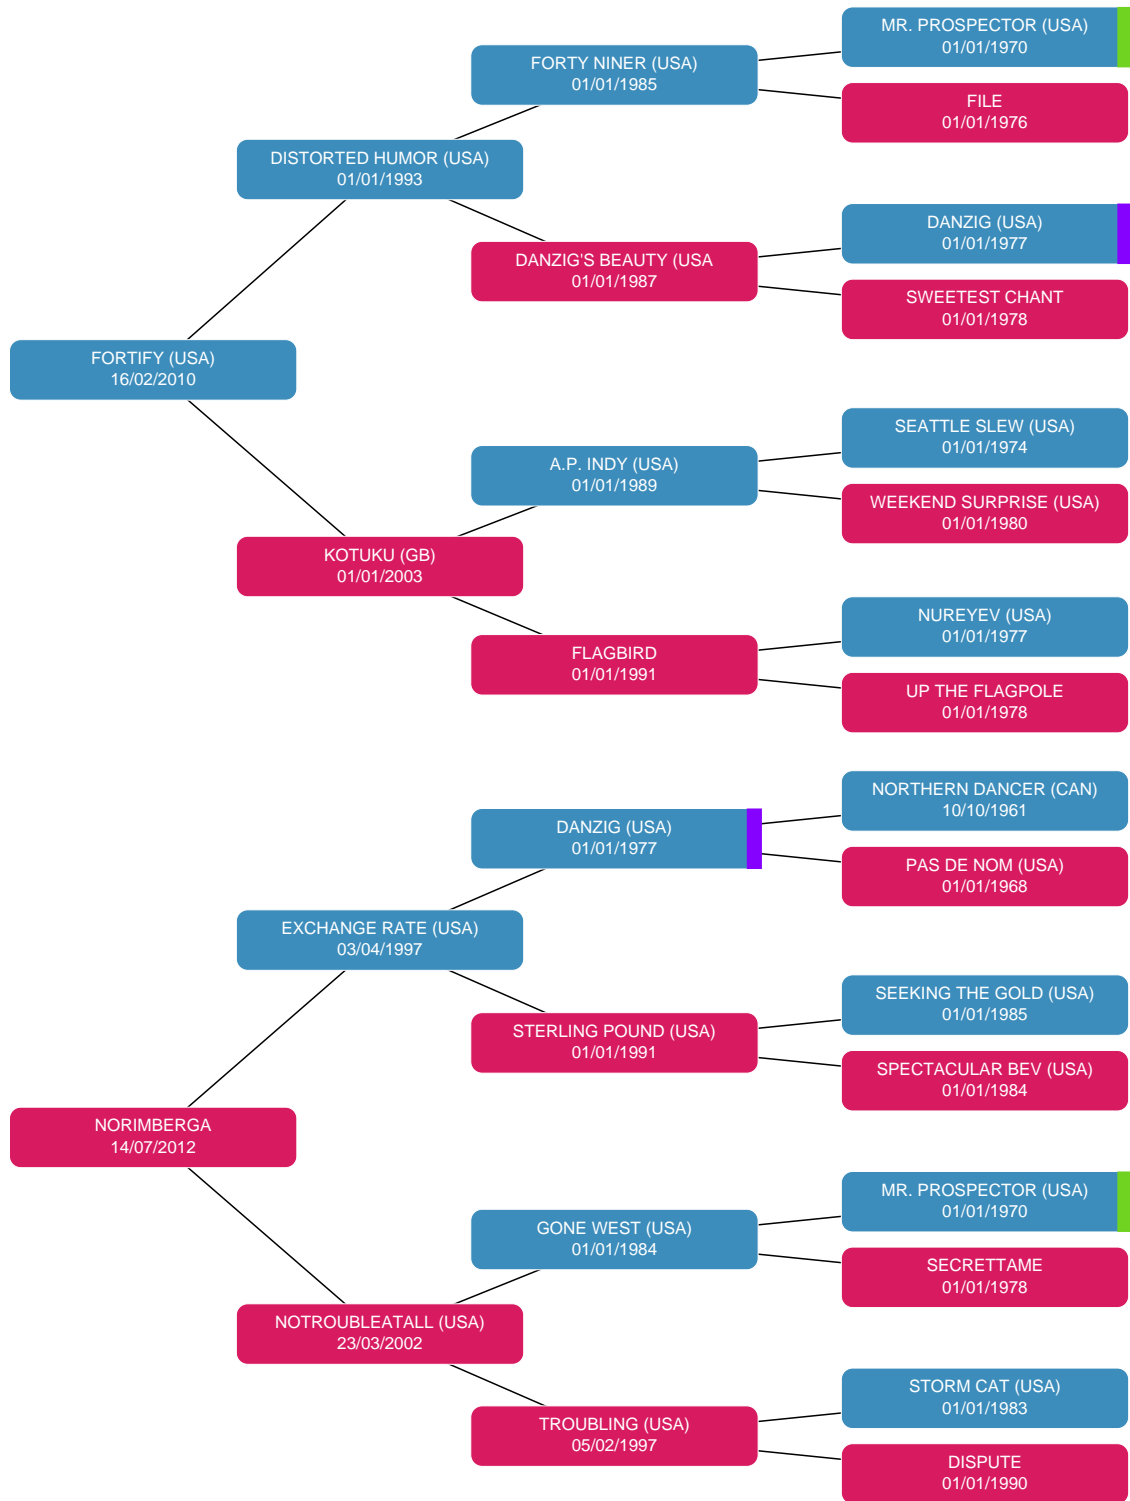 MR. PROSPECTOR (USA)
01/01/1970
FORTY NINER (USA)
01/01/1985
FILE
01/01/1976
DISTORTED HUMOR (USA)
01/01/1993
DANZIG (USA)
01/01/1977
DANZIG'S BEAUTY (USA
01/01/1987
SWEETEST CHANT
01/01/1978
FORTIFY (USA)
16/02/2010
SEATTLE SLEW (USA)
01/01/1974
A.P. INDY (USA)
01/01/1989
WEEKEND SURPRISE (USA)
01/01/1980
KOTUKU (GB)
01/01/2003
NUREYEV (USA)
01/01/1977
FLAGBIRD
01/01/1991
UP THE FLAGPOLE
01/01/1978
NORTHERN DANCER (CAN)
10/10/1961
DANZIG (USA)
01/01/1977
PAS DE NOM (USA)
01/01/1968
EXCHANGE RATE (USA)
03/04/1997
SEEKING THE GOLD (USA)
01/01/1985
STERLING POUND (USA)
01/01/1991
SPECTACULAR BEV (USA)
01/01/1984
NORIMBERGA
14/07/2012
MR. PROSPECTOR (USA)
01/01/1970
GONE WEST (USA)
01/01/1984
SECRETTAME
01/01/1978
NOTROUBLEATALL (USA)
23/03/2002
STORM CAT (USA)
01/01/1983
TROUBLING (USA)
05/02/1997
DISPUTE
01/01/1990